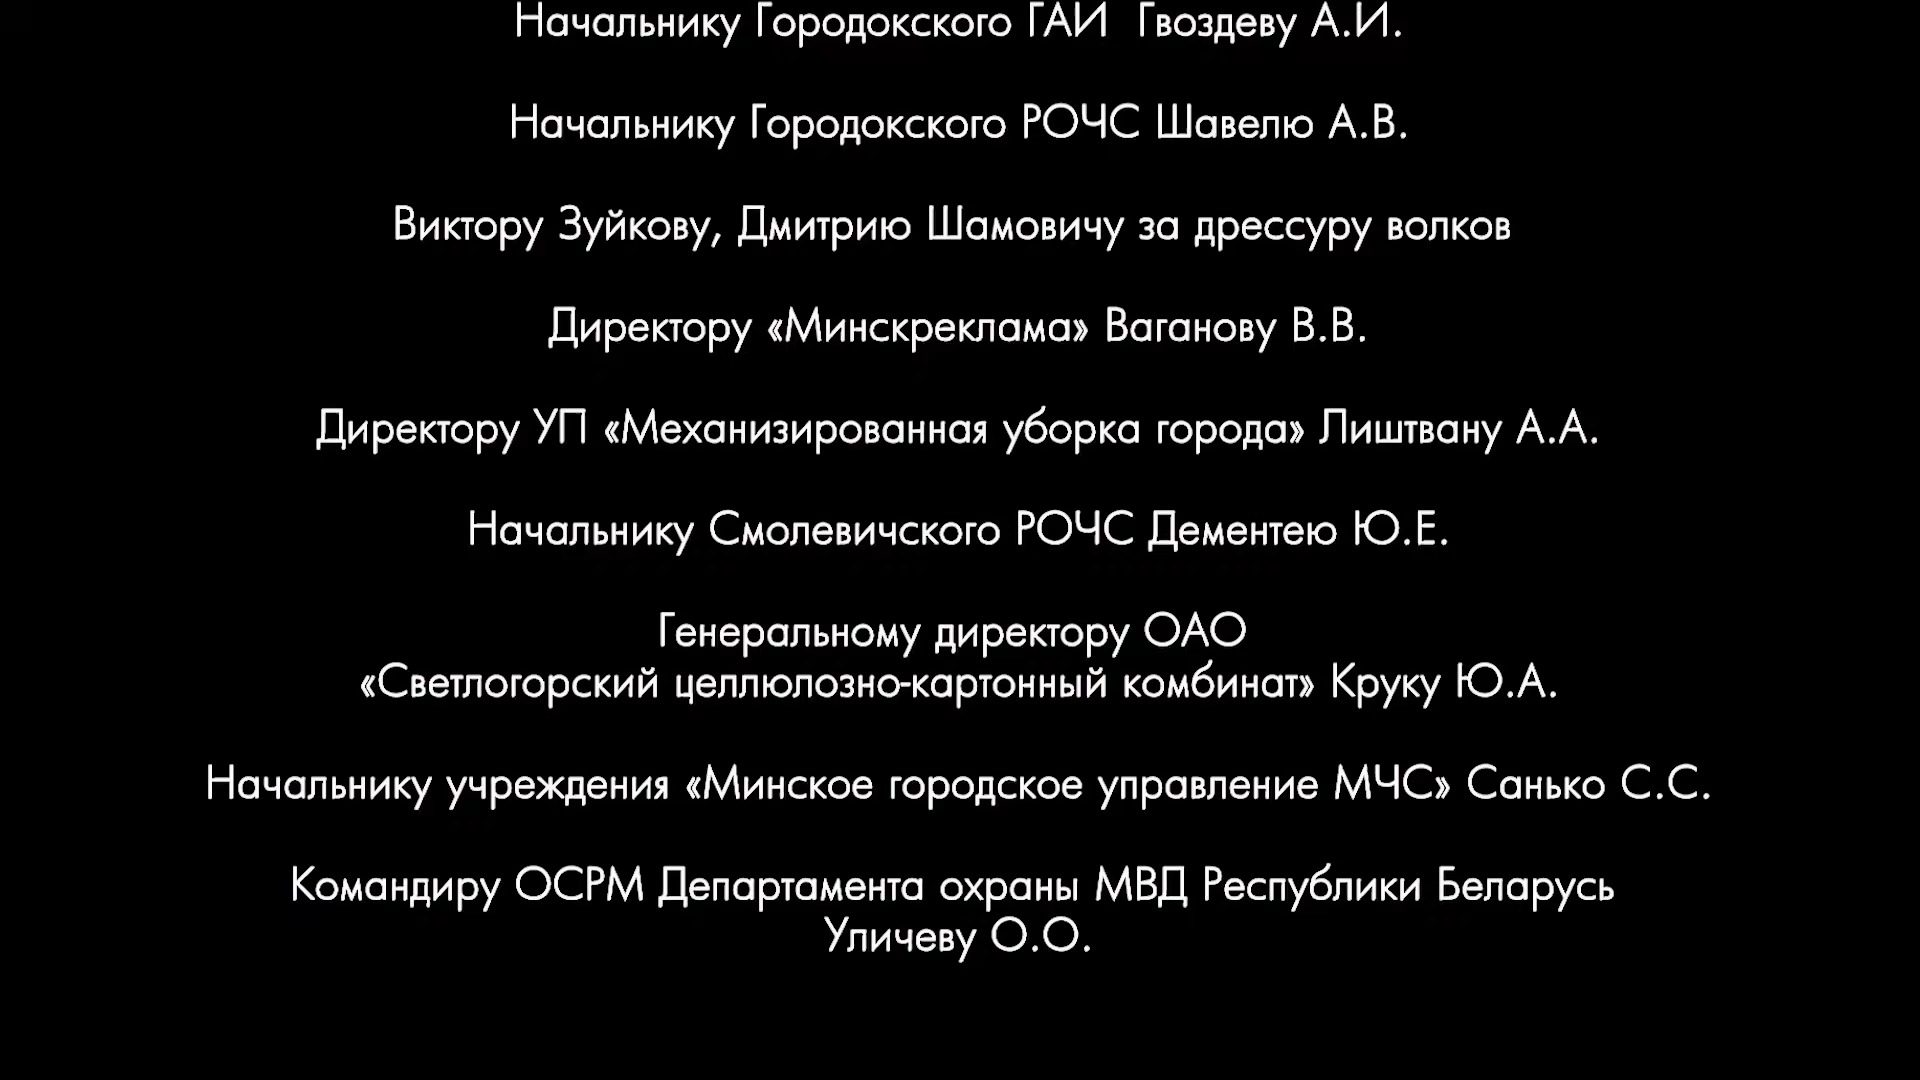 Начальнику Городокского ГАИ Гвоздеву А.И.
Начальнику Городокского РОЧС Шавелю А.В.
Виктору Зуйкову, Дмитрию Шамовичу за дрессуру волков
Директору «Минскреклама» Ваганову В.В.
Директору УП «Механизированная уборка города» Лиштвану А.А.
Начальнику Смолевичского РОЧС Дементею Ю.Е.
Генеральному директору ОАО
«Светлогорский целлюлозно-картонный комбинат» Круку Ю.А.
Начальнику учреждения «Минское городское управление МЧС» Санько С.С.
Командиру ОСРМ Департамента охраны МВД Республики Беларусь
Уличеву О.О.